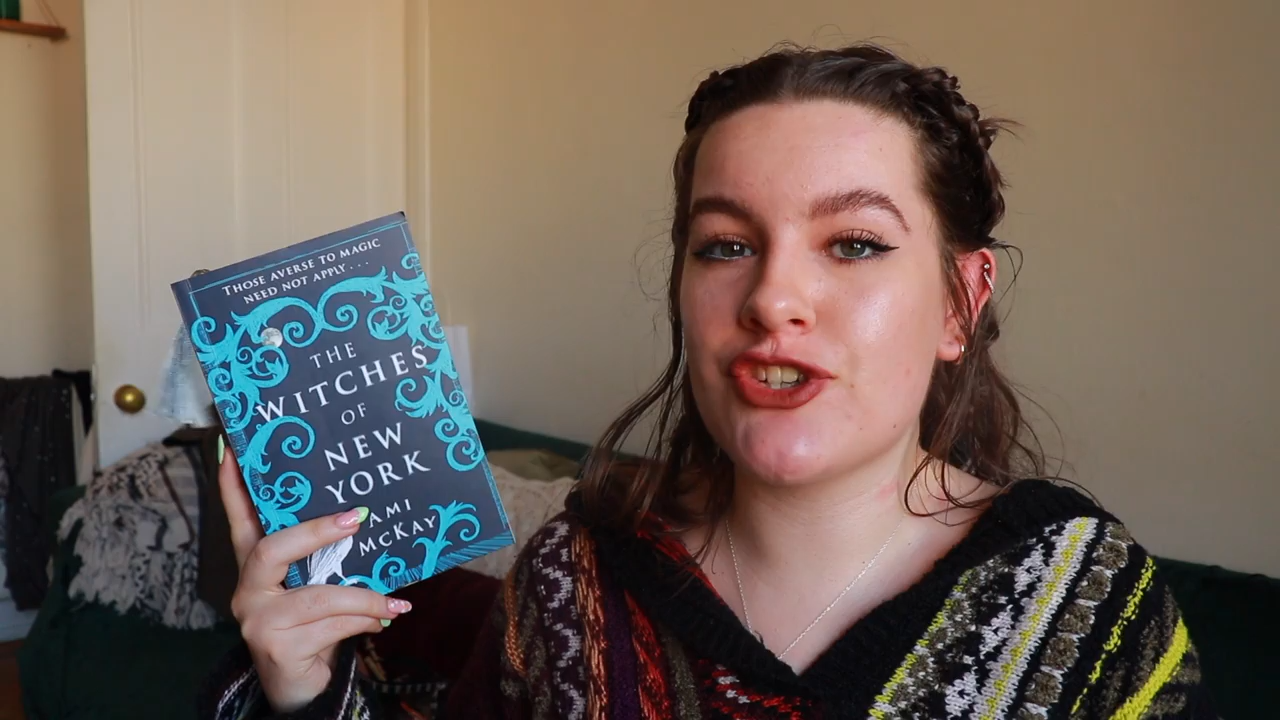 THOSE AVERSE TO MAGIC
NEED NOT APPLY...
THE
WITCHES
OF
NEW
YORK
AMI
MCKAY